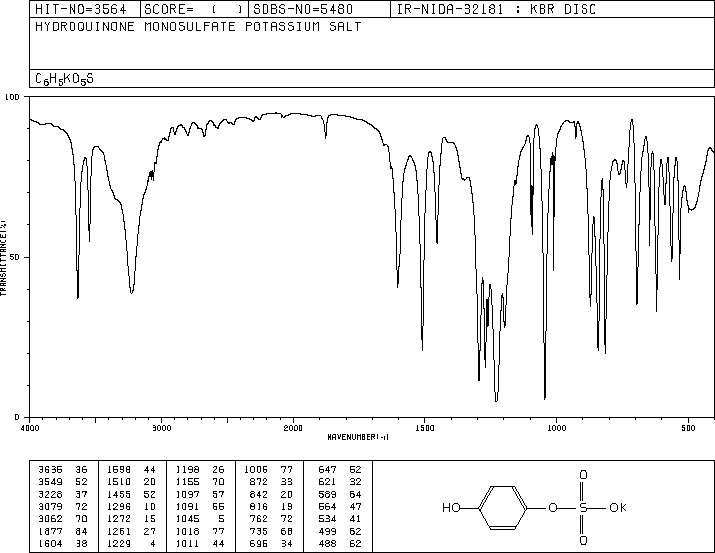 HIT-NO=3564 SCORE= ( ) SDBS-NO=5480 IR-NIDA-32181 : KBR DISC
HYDROQUINONE MONOSULFATE POTASSIUM SALT
C6H5KO5S
100
50
0
TRANSMITTANCE(%)
4000 3000 2000 1500 1000 500
WAVENUMBER(-1)
3635 36 1598 44 1198 26 1006 77 647 52
3549 52 1510 20 1155 70 872 33 621 32
3228 37 1455 52 1097 57 842 20 589 64
3079 72 1296 10 1091 55 816 19 564 47
3062 70 1272 15 1045 5 762 72 534 41
1877 84 1261 27 1018 77 735 68 499 62
1604 38 1229 4 1011 44 696 34 488 62
O
HO O S OK
O